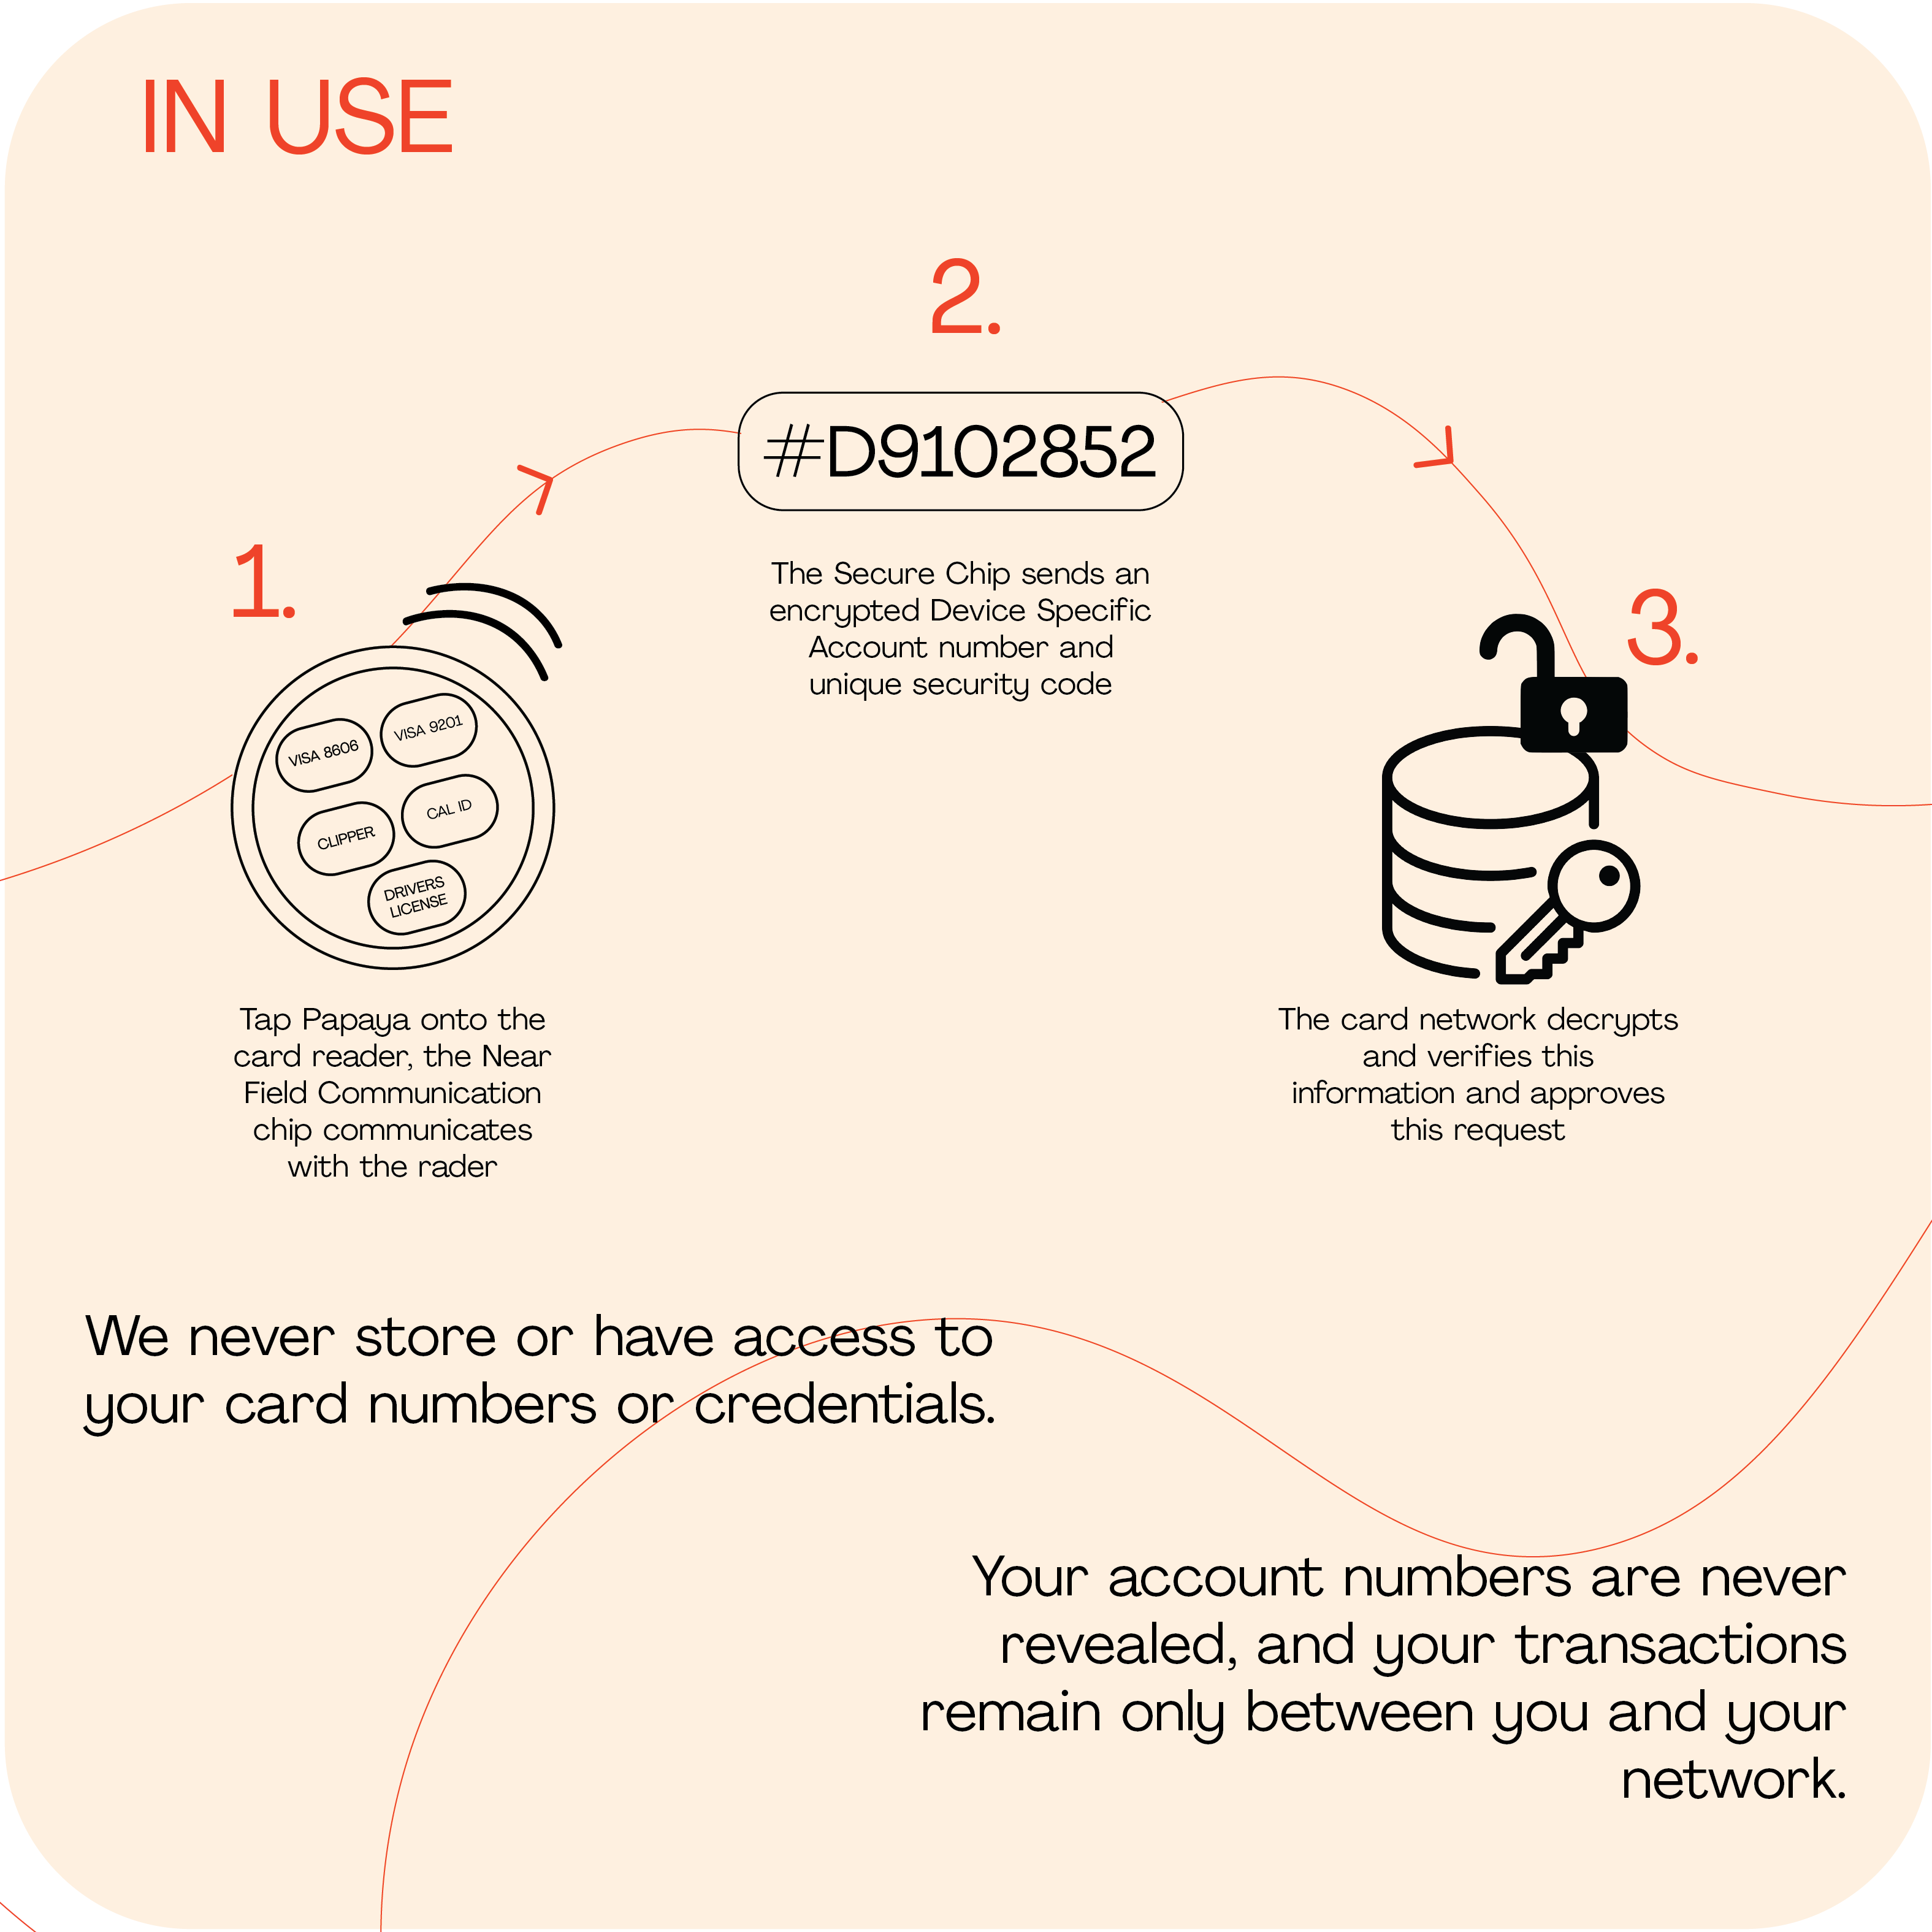 IN USE
1.
VISA 8606
VISA 9201
CLIPPER
CAL ID
DRIVERS
LICENSE
Tap Papaya onto the
card reader, the Near
Field Communication
chip communicates
with the rader
2.
#D9102852
The Secure Chip sends an
encrypted Device Specific
Account number and
unique security code
3.
The card network decrypts
and verifies this
information and approves
this request
We never store or have access to
your card numbers or credentials.
Your account numbers are never
revealed, and your transactions
remain only between you and your
network.